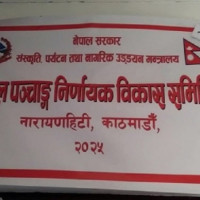 नेपाल सरकार
संस्कृति, पर्यटन तथा नागरिक उड्डयन मन्त्रालय
पञ्चाङ्ग निर्णायक विकास समिति
नारायणहिटी, काठमाडौं,
२०२५